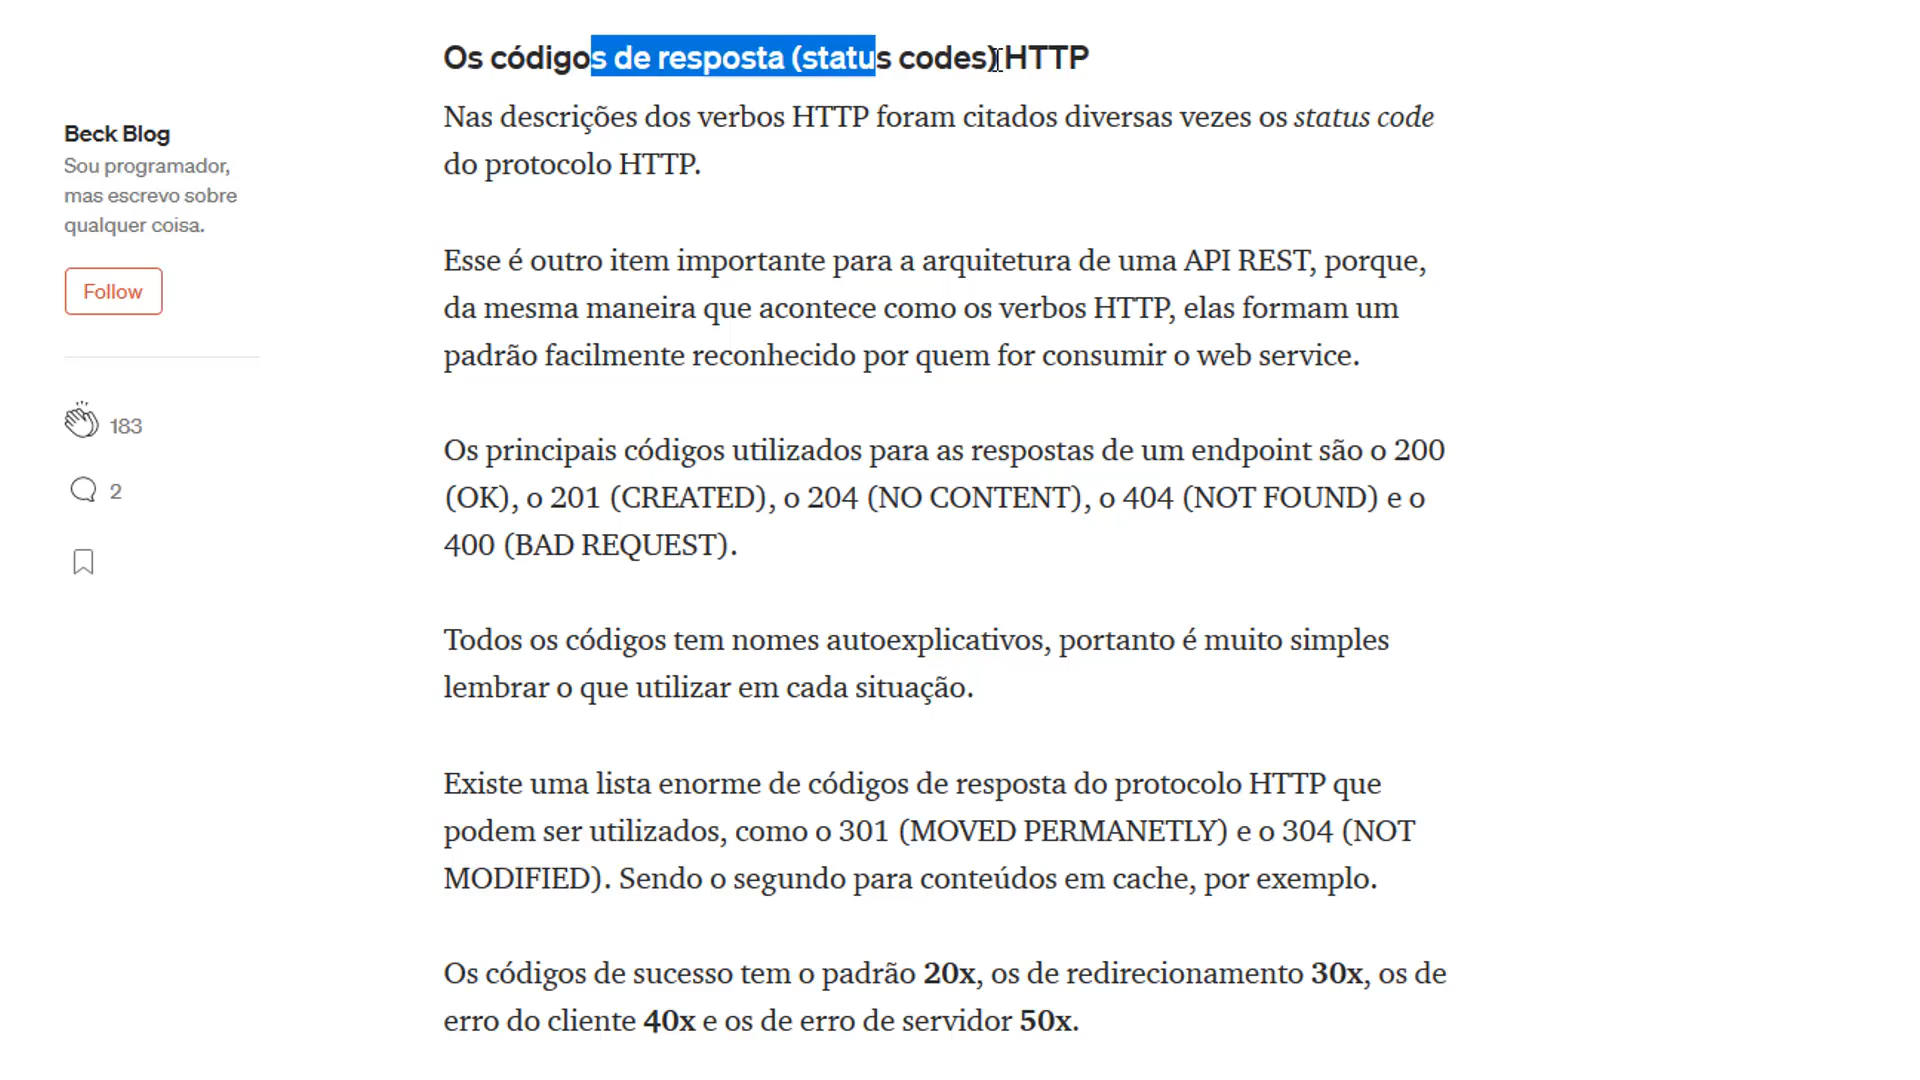 Os códigos de resposta (status codes) HTTP
Nas descrições dos verbos HTTP foram citados diversas vezes os status code
do protocolo HTTP.
Beck Blog
Sou programador,
mas escrevo sobre
qualquer coisa.
Follow
183
2
Esse é outro item importante para a arquitetura de uma API REST, porque,
da mesma maneira que acontece como os verbos HTTP, elas formam um
padrão facilmente reconhecido por quem for consumir o web service.
Os principais códigos utilizados para as respostas de um endpoint são o 200
(OK), o 201 (CREATED), o 204 (NO CONTENT), o 404 (NOT FOUND) e o
400 (BAD REQUEST).
Todos os códigos tem nomes autoexplicativos, portanto é muito simples
lembrar o que utilizar em cada situação.
Existe uma lista enorme de códigos de resposta do protocolo HTTP que
podem ser utilizados, como o 301 (MOVED PERMANETLY) e o 304 (NOT
MODIFIED). Sendo o segundo para conteúdos em cache, por exemplo.
Os códigos de sucesso tem o padrão 20x, os de redirecionamento 30x, os de
erro do cliente 40x e os de erro de servidor 50x.